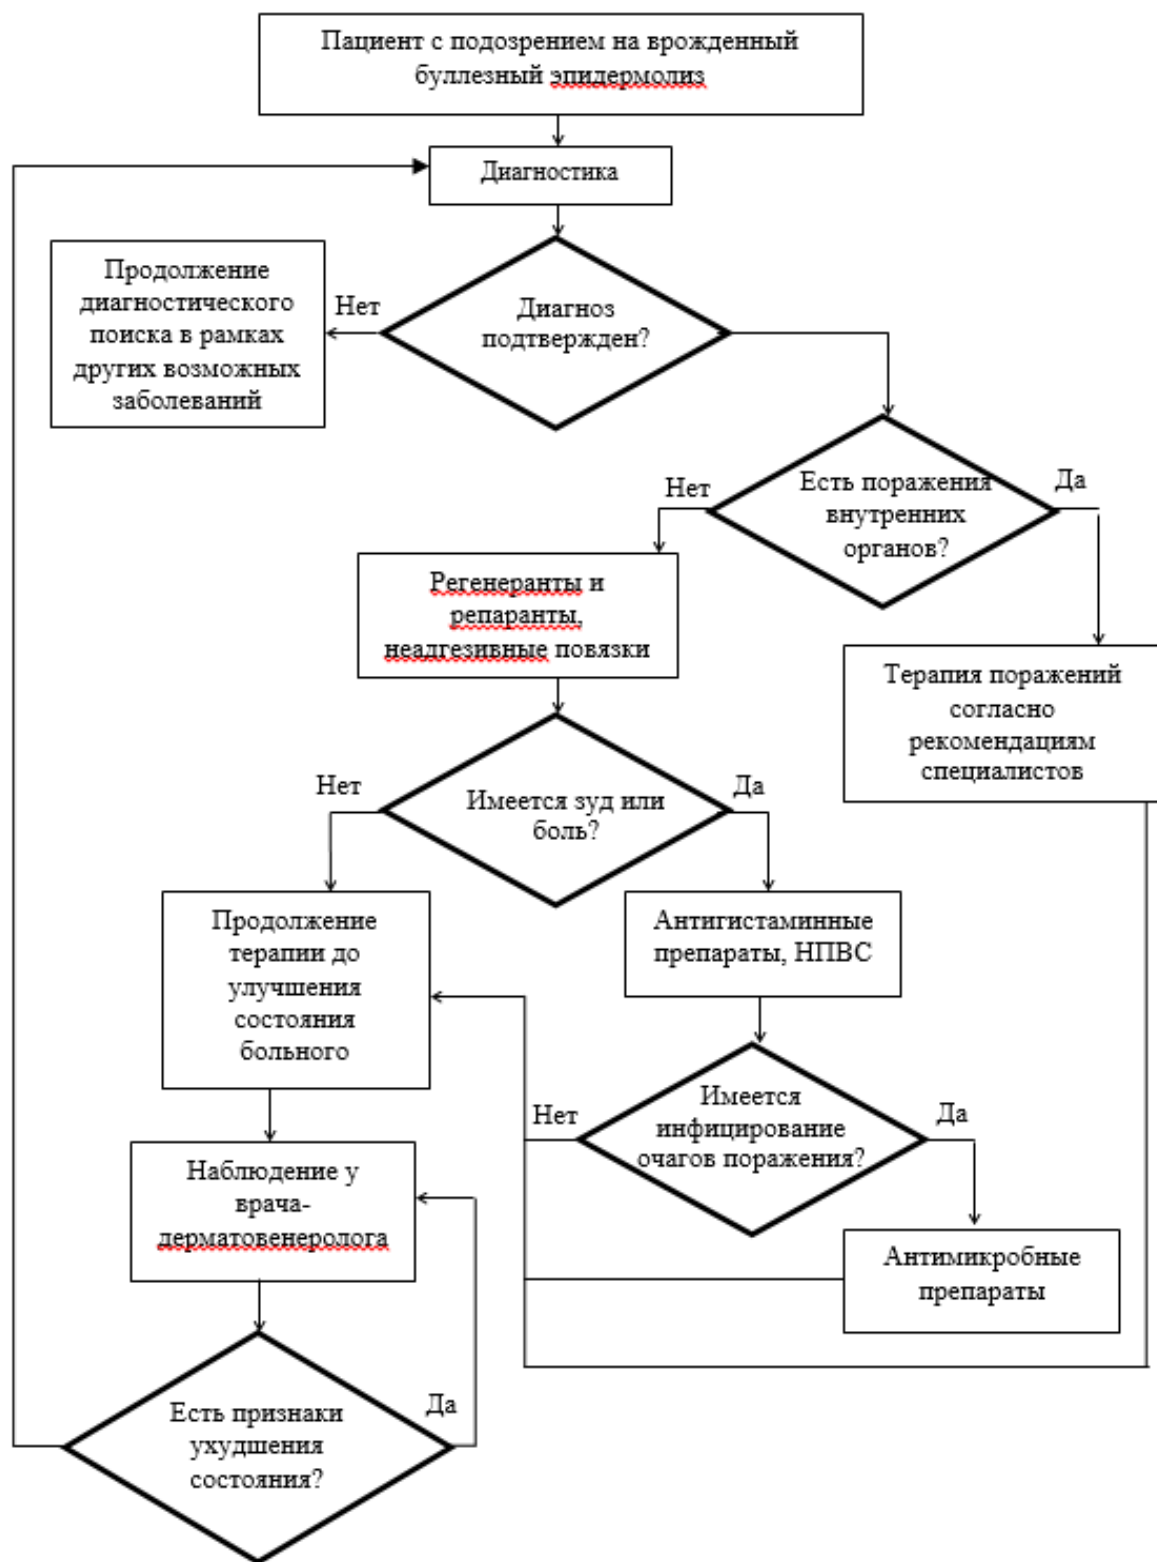 Пациент с подозрением на врожденный
буллезный эпидермолиз
Диагностика
Продолжение
диагностического
поиска в рамках
других возможных
заболеваний
Нет
Диагноз
подтвержден?
Нет
Есть поражения
внутренних
органов?
Да
Регенеранты и
репаранты,
неадгезивные повязки
Терапия поражений
согласно
рекомендациям
специалистов
Нет
Имеется зуд или
боль?
Да
Продолжение
терапии до
улучшения
состояния
больного
Антигистаминные
препараты, НПВС
Нет
Имеется
инфицирование
очагов поражения?
Да
Наблюдение у
врача-
дерматовенеролога
Антимикробные
препараты
Есть признаки
ухудшения
состояния?
Да